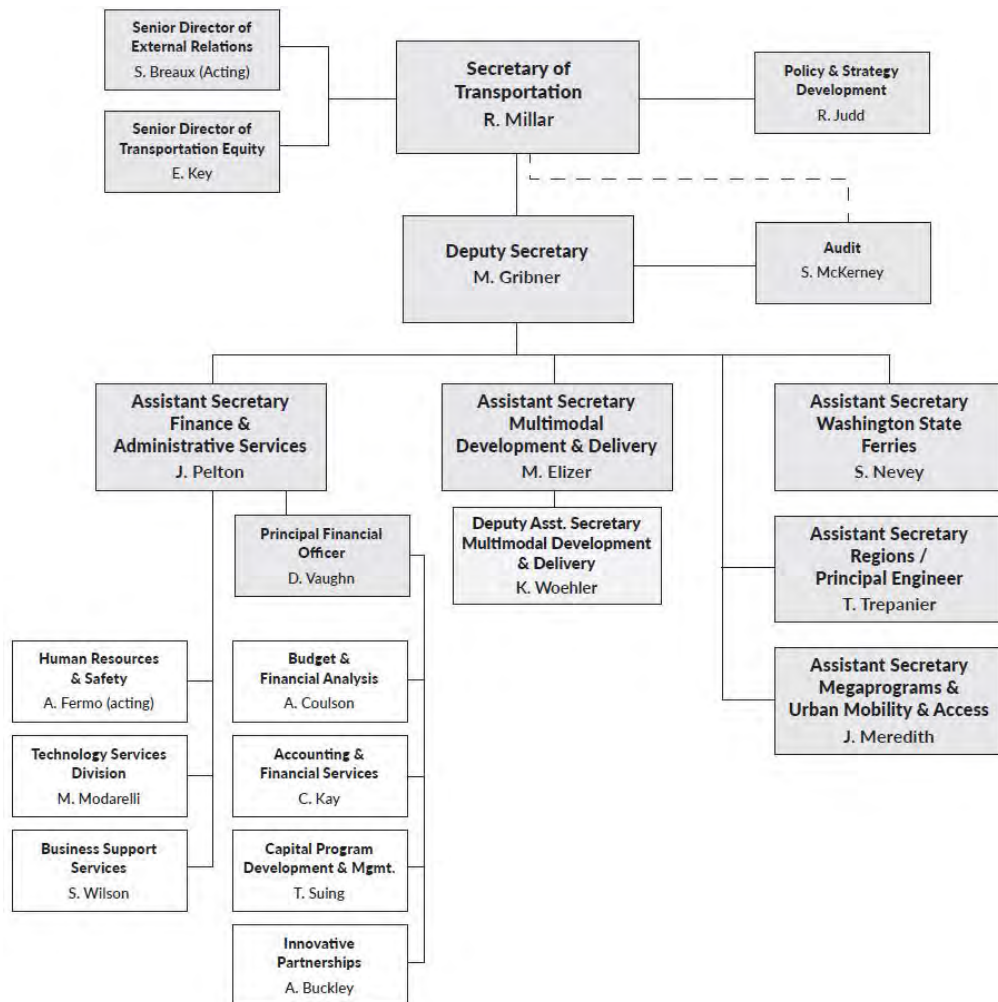 Senior Director of
External Relations
S. Breaux (Acting)
Senior Director of
Transportation Equity
E. Key
Secretary of
Transportation
R. Millar
Policy & Strategy
Development
R. Judd
Deputy Secretary
M. Gribner
Audit
S. McKerney
Assistant Secretary
Finance &
Administrative Services
J. Pelton
Assistant Secretary
Multimodal
Development & Delivery
M. Elizer
Assistant Secretary
Washington State
Ferries
S. Nevey
Principal Financial
Officer
D. Vaughn
Deputy Asst. Secretary
Multimodal Development
& Delivery
K. Woehler
Assistant Secretary
Regions /
Principal Engineer
T. Trepanier
Human Resources
& Safety
A. Fermo (acting)
Budget &
Financial Analysis
A. Coulson
Assistant Secretary
Megaprograms &
Urban Mobility & Access
J. Meredith
Technology Services
Division
M. Modarelli
Accounting &
Financial Services
C. Kay
Business Support
Services
S. Wilson
Capital Program
Development & Mgmt.
T. Suing
Innovative
Partnerships
A. Buckley